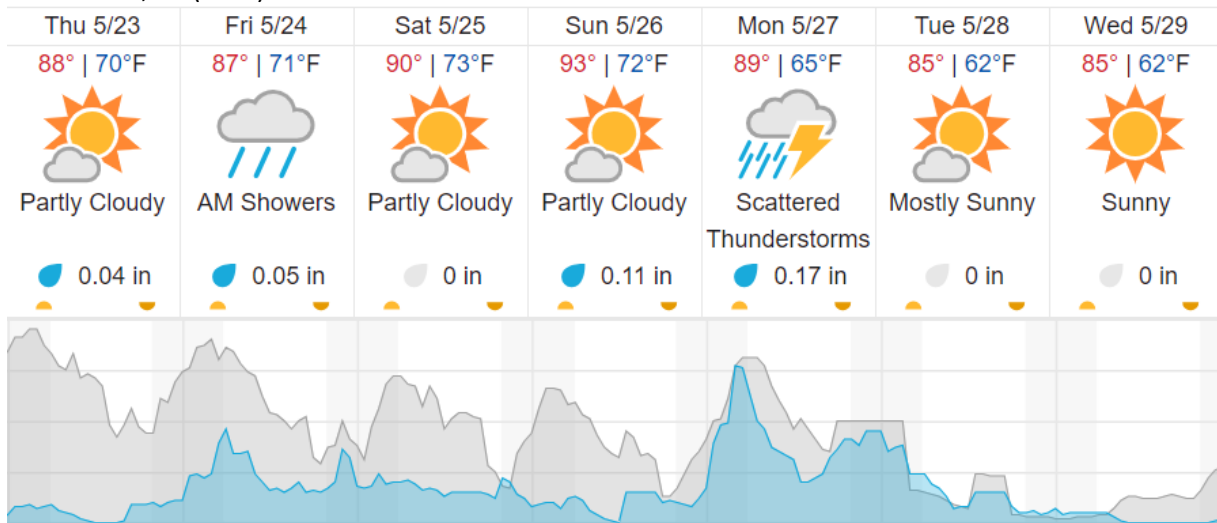 Thu 5/23 Fri 5/24 Sat 5/25 Sun 5/26 Mon 5/27 Tue 5/28 Wed 5/29
88° | 70°F 87° | 71°F 90° | 73°F 93° | 72°F 89° | 65°F 85° | 62°F 85° | 62°F
Partly Cloudy AM Showers Partly Cloudy Partly Cloudy Scattered Mostly Sunny Sunny
Thunderstorms
0.04 in 0.05 in 0 in 0.11 in 0.17 in 0 in 0 in